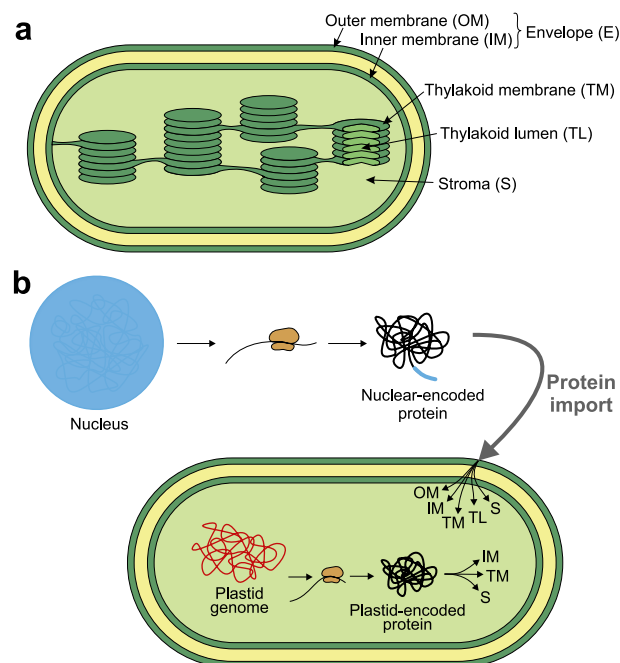 a
Outer membrane (OM)
Inner membrane (IM)
Envelope (E)
Thylakoid membrane (TM)
Thylakoid lumen (TL)
Stroma (S)
b
Nucleus
Nuclear-encoded
protein
Protein
import
OM
IM
TM
TL
S
Plastid
genome
Plastid-encoded
protein
IM
TM
S